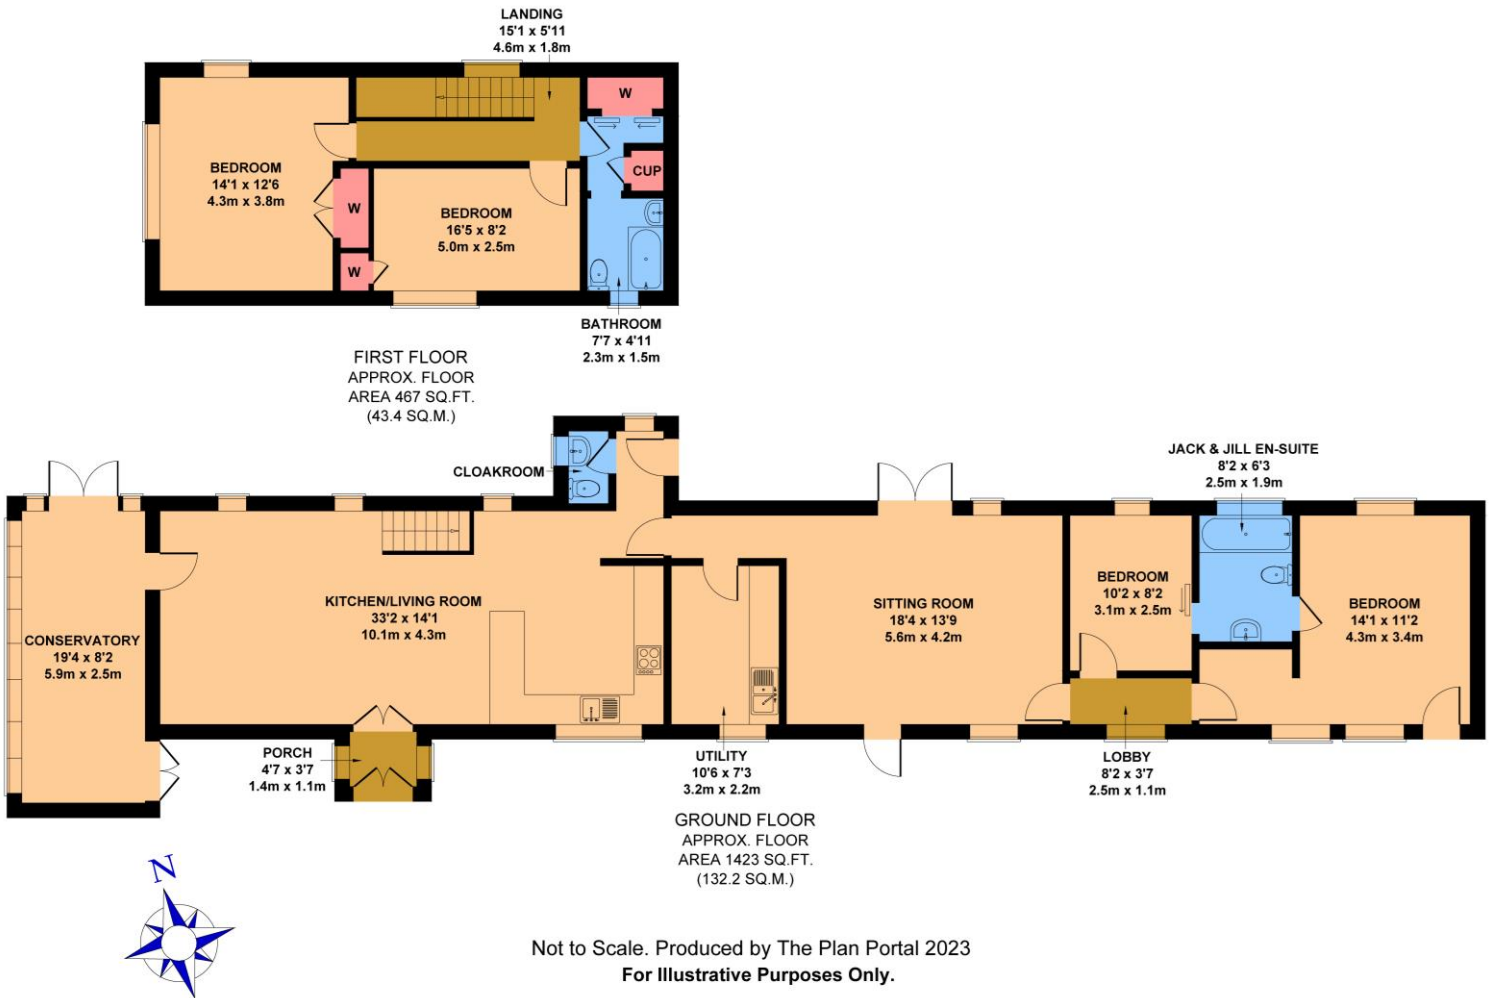 LANDING
15'1 x 5'11
4.6m x 1.8m
W
CUP
BEDROOM
14'1 x 12'6
4.3m x 3.8m
W
BEDROOM
16'5 x 8'2
5.0m x 2.5m
W
BATHROOM
7'7 x 4'11
2.3m x 1.5m
FIRST FLOOR
APPROX. FLOOR
AREA 467 SQ.FT.
(43.4 SQ.M.)
CLOAKROOM
JACK & JILL EN-SUITE
8'2 x 6'3
2.5m x 1.9m
CONSERVATORY
19'4 x 8'2
5.9m x 2.5m
KITCHEN/LIVING ROOM
33'2 x 14'1
10.1m x 4.3m
SITTING ROOM
18'4 x 13'9
5.6m x 4.2m
BEDROOM
10'2 x 8'2
3.1m x 2.5m
BEDROOM
14'1 x 11'2
4.3m x 3.4m
PORCH
4'7 x 3'7
1.4m x 1.1m
UTILITY
10'6 x 7'3
3.2m x 2.2m
LOBBY
8'2 x 3'7
2.5m x 1.1m
GROUND FLOOR
APPROX. FLOOR
AREA 1423 SQ.FT.
(132.2 SQ.M.)
N
Not to Scale. Produced by The Plan Portal 2023
For Illustrative Purposes Only.